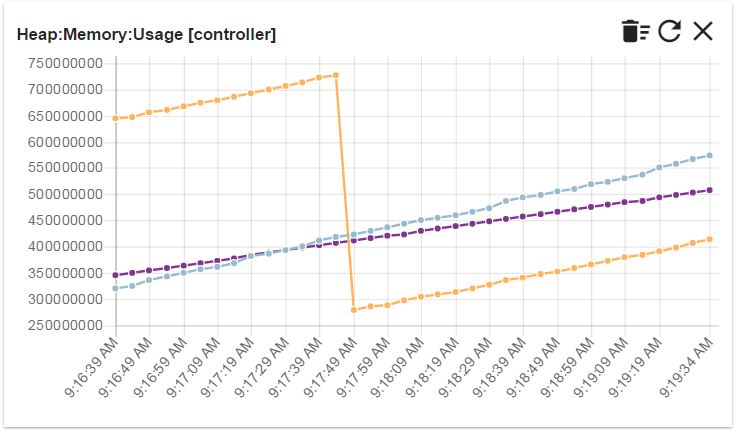 Heap:Memory:Usage [controller]
750000000
700000000
650000000
600000000
550000000
500000000
450000000
400000000
350000000
300000000
250000000
9:16:39 AM
9:16:49 AM
9:16:59 AM
9:17:09 AM
9:17:19 AM
9:17:29 AM
9:17:39 AM
9:17:49 AM
9:17:59 AM
9:18:09 AM
9:18:19 AM
9:18:29 AM
9:18:39 AM
9:18:49 AM
9:18:59 AM
9:19:09 AM
9:19:19 AM
9:19:34 AM